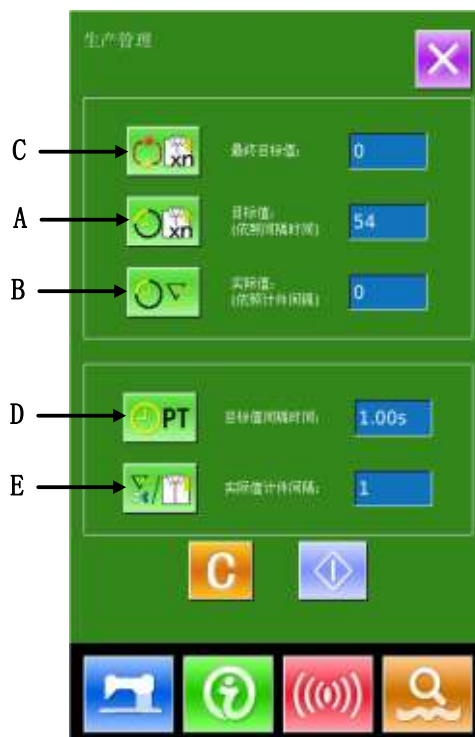 生产管理
C
xn
最终目标值:
0
A
xn
目标值:
(依照间隔时间)
54
B
实际值:
(依照计件间隔)
0
D
PT
目标值间隔时间:
1.00s
E
实际值计件间隔:
1
C